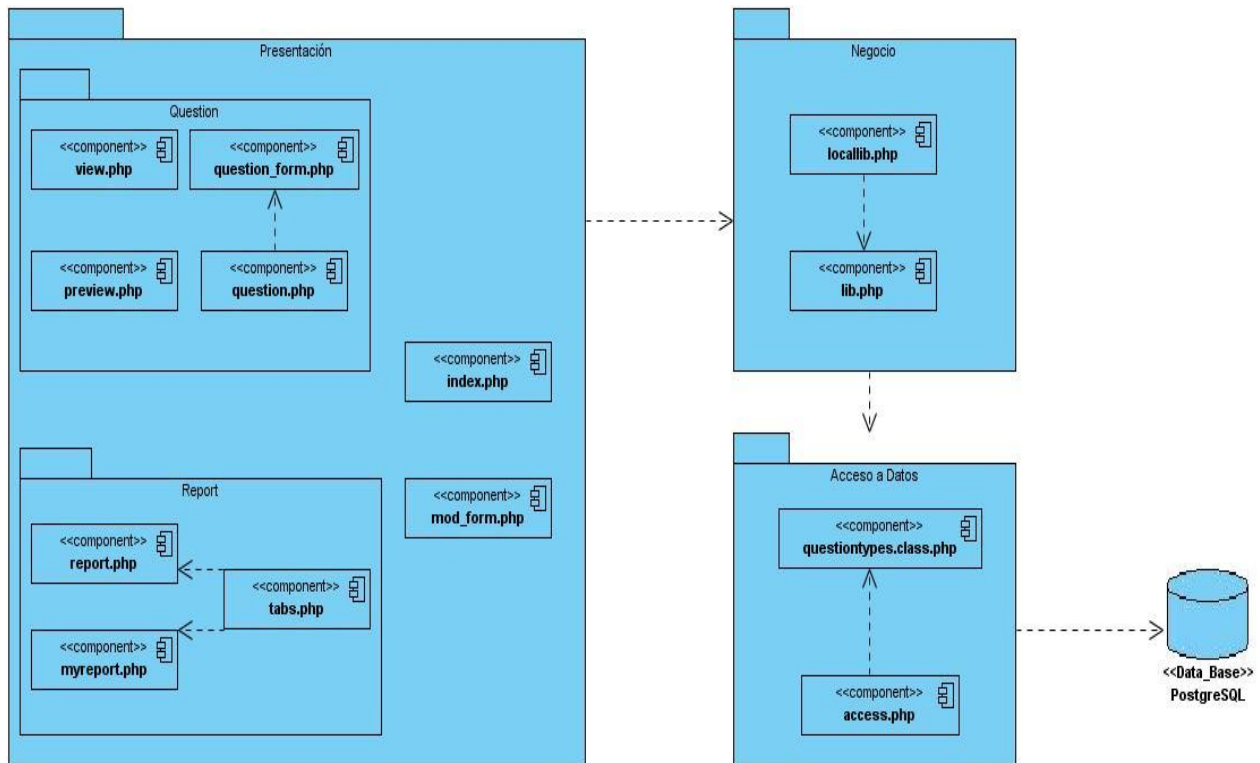 Presentación
Question
<<component>>
view.php
<<component>>
question_form.php
<<component>>
preview.php
<<component>>
question.php
<<component>>
index.php
<<component>>
mod_form.php
Report
<<component>>
report.php
<<component>>
tabs.php
<<component>>
myreport.php
Negocio
<<component>>
locallib.php
<<component>>
lib.php
Acceso a Datos
<<component>>
questiontypes.class.php
<<component>>
access.php
<<Data_Base>>
PostgreSQL